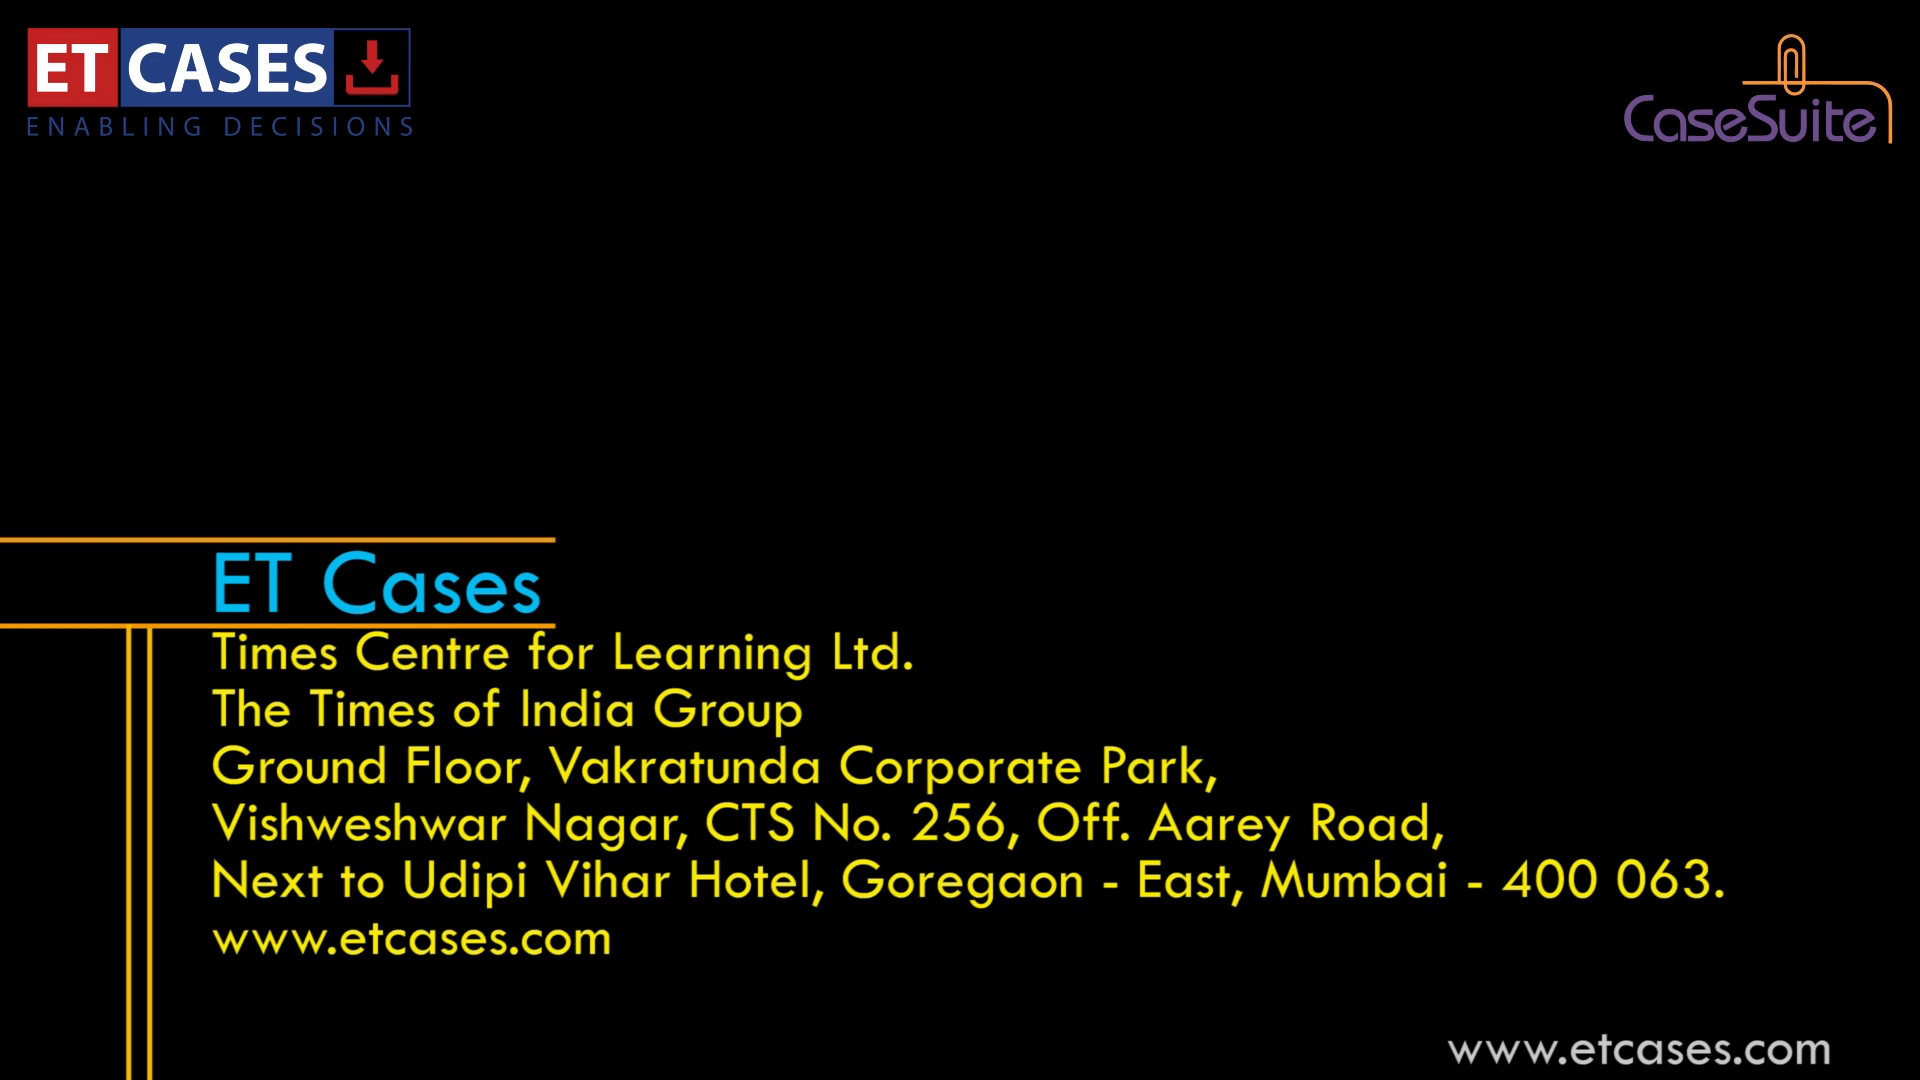 ET CASES
ENABLING DECISIONS
CaseSuite
ET Cases
Times Centre for Learning Ltd.
The Times of India Group
Ground Floor, Vakratunda Corporate Park,
Vishweshwar Nagar, CTS No. 256, Off. Aarey Road,
Next to Udipi Vihar Hotel, Goregaon - East, Mumbai - 400 063.
www.etcases.com
www.etcases.com